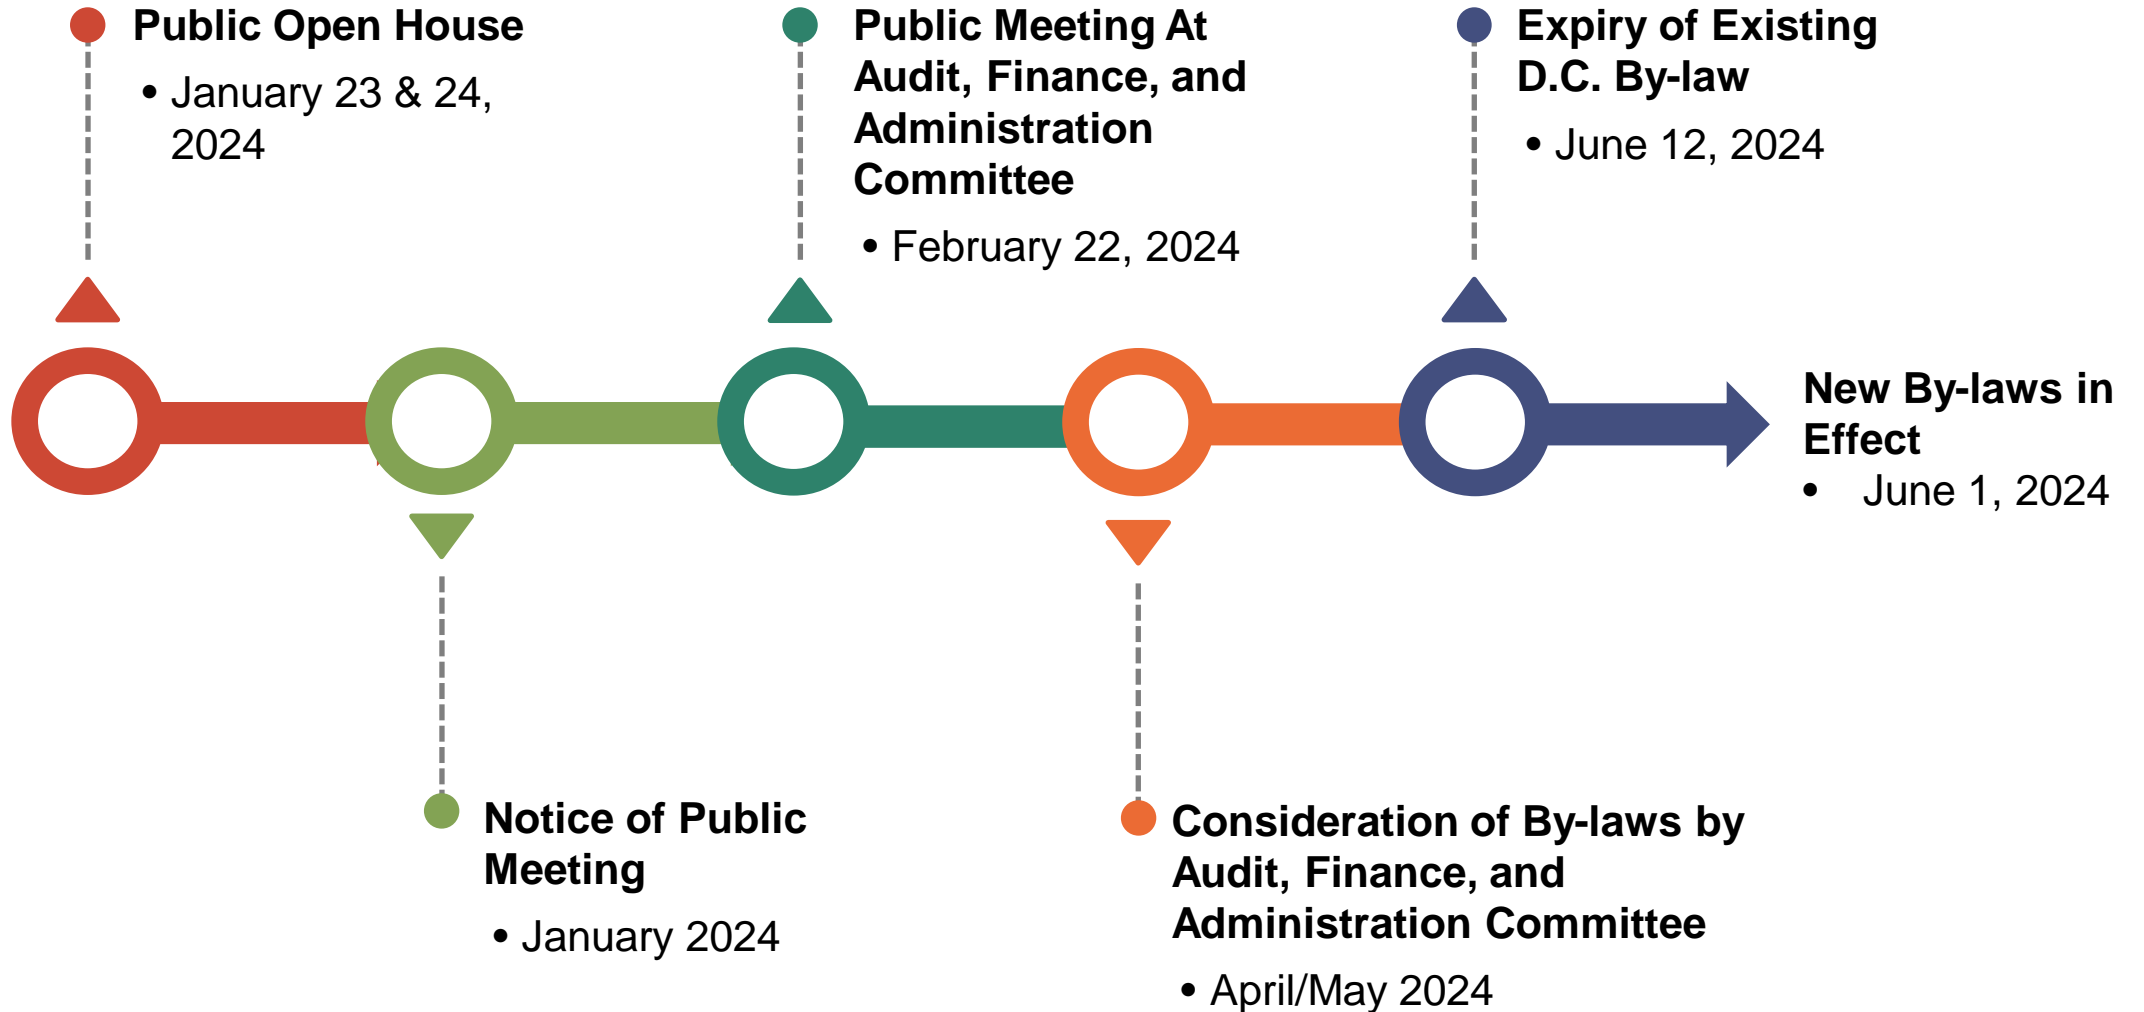 Public Open House
• January 23 & 24,
2024
Public Meeting At
Audit, Finance, and
Administration
Committee
• February 22, 2024
Expiry of Existing
D.C. By-law
• June 12, 2024
New By-laws in
Effect
• June 1, 2024
Notice of Public
Meeting
• January 2024
Consideration of By-laws by
Audit, Finance, and
Administration Committee
• April/May 2024